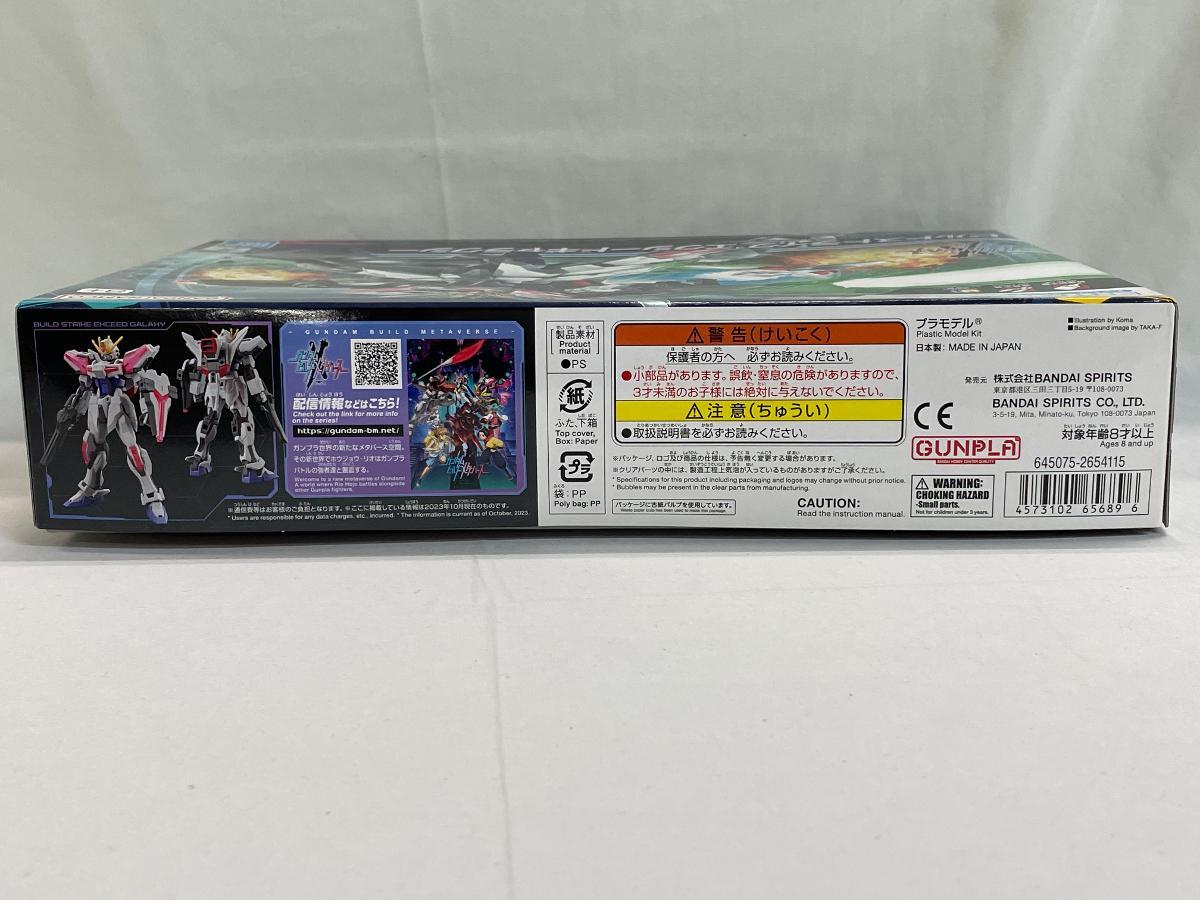 BUILD STRIKE EXCEED GALAXY
GUNDAM BUILD METAVERSE
配信情報などはこちら!
Check out the link for more info
on the series!
https://gundam-bm.net/
ガンプラ世界の新たなメタバース空間。
その新世界でホウジョウ・リオはガンプラ
バトルの強者達と邂逅する。
Welcome to a new metaverse of Gundam!
A world where Rio Hojo battles alongside
other Gunpla fighters.
※通信費等はお客様のご負担となります。※ここに掲載している情報は2023年10月現在のものです。
* Users are responsible for any data charges, etc., incurred. * The information is current as of October, 2023.
[製品素材]
Product
material
●PS
紙
ふた,下箱
Top cover,
Box: Paper
プラ
袋:PP
Poly bag: PP
警告(けいこく)
保護者の方へ 必ずお読みください。
●小部品があります。誤飲・窒息の危険がありますので、
3才未満のお子様には絶対に与えないでください。
注意(ちゅうい)
●取扱説明書を必ずお読みください。
※パッケージ、ロゴ及び商品の仕様は、予告無く変更する場合があります。
※クリアパーツの中には、製造工程上気泡が入っているものがありますがご了承ください。
* Specifications for this product including packaging and logos may change without prior notice.
* Bubbles may be present in the clear parts from manufacturing.
パッケージに古紙パルプを使用しています。
Waste paper pulp has been used to make this package.
CAUTION:
Read the instruction manual.
プラモデル®
Plastic Model Kit
日本製: MADE IN JAPAN
■Illustration by Koma
■Background image by TAKA-F
発売元 株式会社BANDAI SPIRITS
東京都港区三田三丁目5-19 〒108-0073
BANDAI SPIRITS CO., LTD.
3-5-19, Mita, Minato-ku, Tokyo 108-0073 Japan
CE
GUNPLA
BANDAI HOBBY CENTER QUALITY
対象年齢8才以上
Ages 8 and up
WARNING:
CHOKING HAZARD
-Small parts.
Not for children under 3 years.
645075-2654115
4573102 65689 6